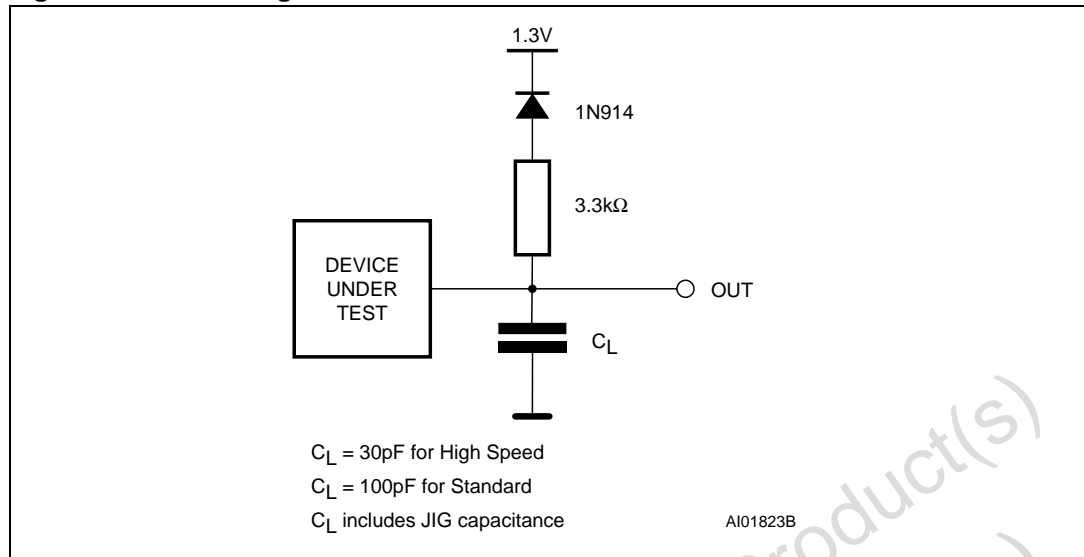 1.3V
1N914
3.3kΩ
DEVICE
UNDER
TEST
OUT
CL
CL = 30pF for High Speed
CL = 100pF for Standard
CL includes JIG capacitance
AI01823B
roduct(s)